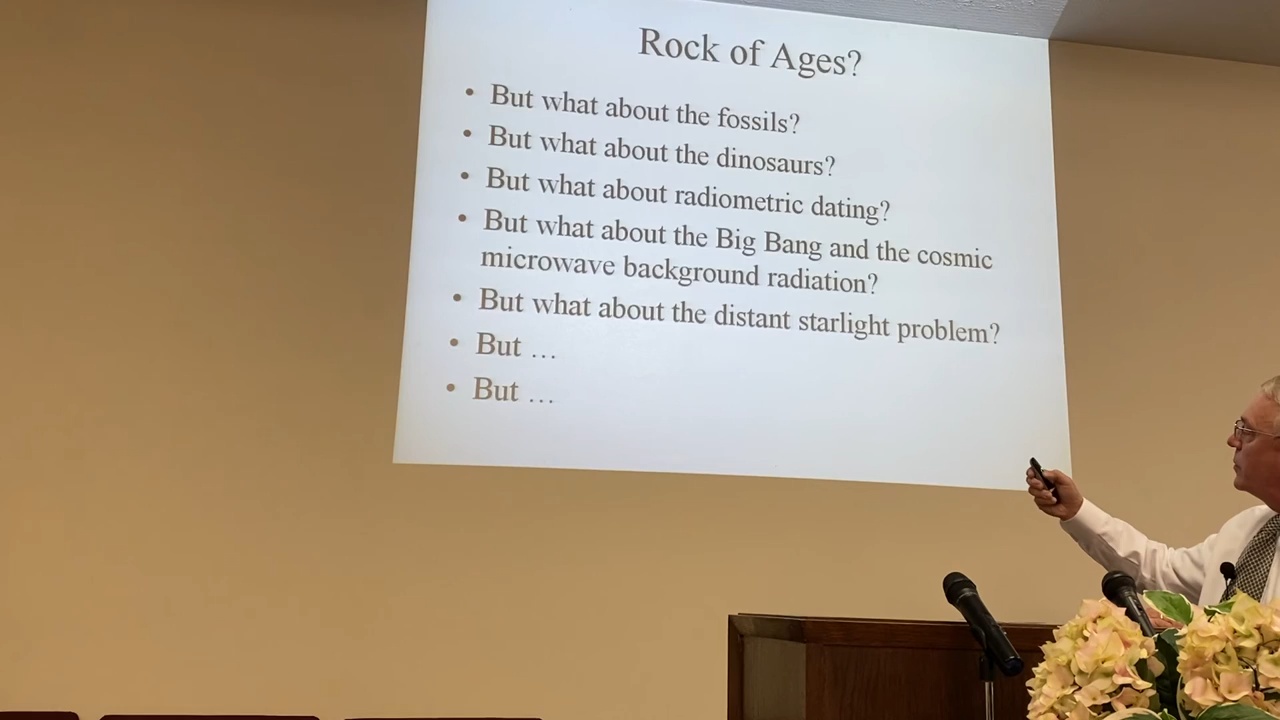 Rock of Ages?
• But what about the fossils?
• But what about the dinosaurs?
• But what about radiometric dating?
• But what about the Big Bang and the cosmic
microwave background radiation?
• But what about the distant starlight problem?
• But …
• But …